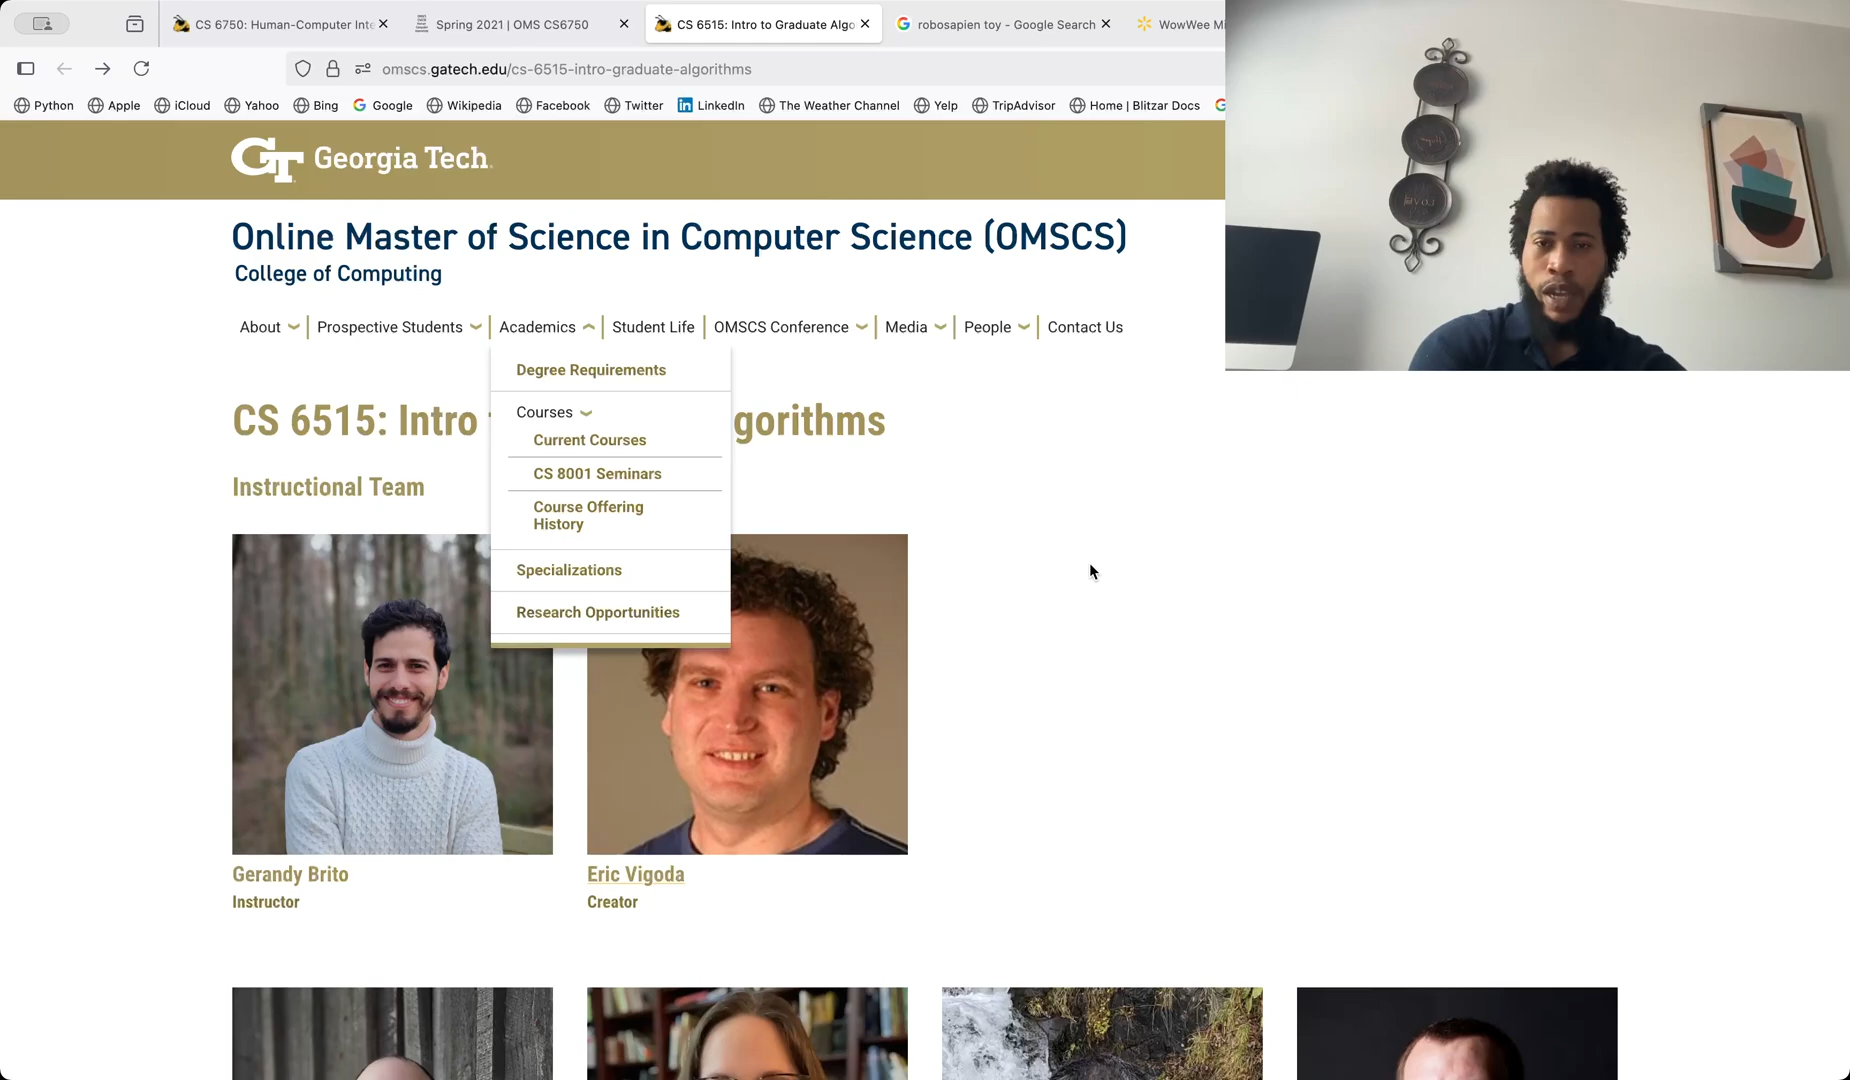 CS 6750: Human-Computer Inte
Spring 2021 | OMS CS6750
CS 6515: Intro to Graduate Algo
robosapien toy - Google Search
WowWee Mi
omscs.gatech.edu/cs-6515-intro-graduate-algorithms
Python Apple iCloud Yahoo Bing Google Wikipedia Facebook Twitter LinkedIn The Weather Channel Yelp TripAdvisor Home | Blitzar Docs
GT Georgia Tech
Online Master of Science in Computer Science (OMSCS)
College of Computing
About Prospective Students Academics Student Life OMSCS Conference Media People Contact Us
Degree Requirements
Courses
Current Courses
CS 8001 Seminars
Course Offering
History
Specializations
Research Opportunities
CS 6515: Intro gorithms
Instructional Team
Gerandy Brito
Instructor
Eric Vigoda
Creator